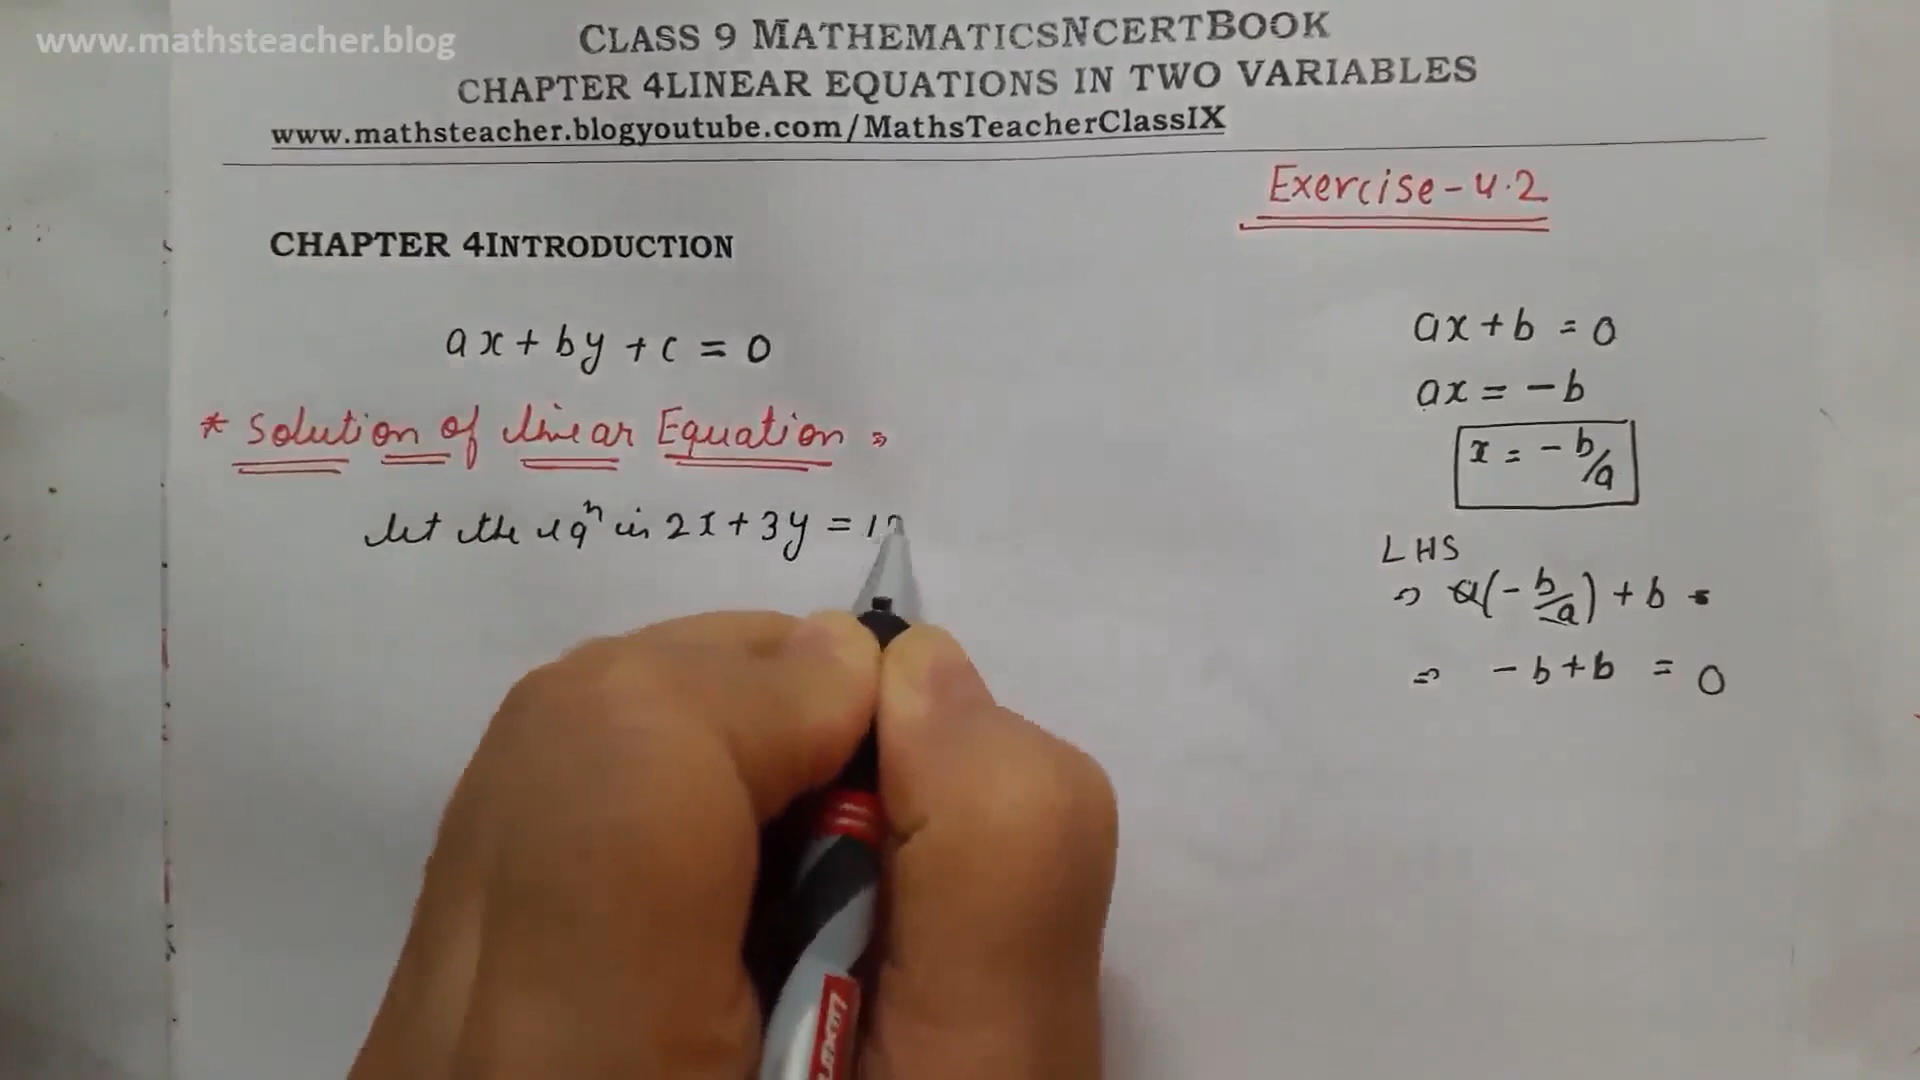 www.mathsteacher.blog
CLASS 9 MATHEMATICSNCERTBOOK
CHAPTER 4LINEAR EQUATIONS IN TWO VARIABLES
www.mathsteacher.blogyoutube.com/MathsTeacherClassIX
Exercise-4.2
CHAPTER 4INTRODUCTION
ax + by + c = 0
* Solution of linear Equation
let the eqⁿ is 2x + 3y = 1
ax + b = 0
ax = -b
x = -b/a
LHS
⇒ a(-b/a) + b =
⇒ -b + b = 0